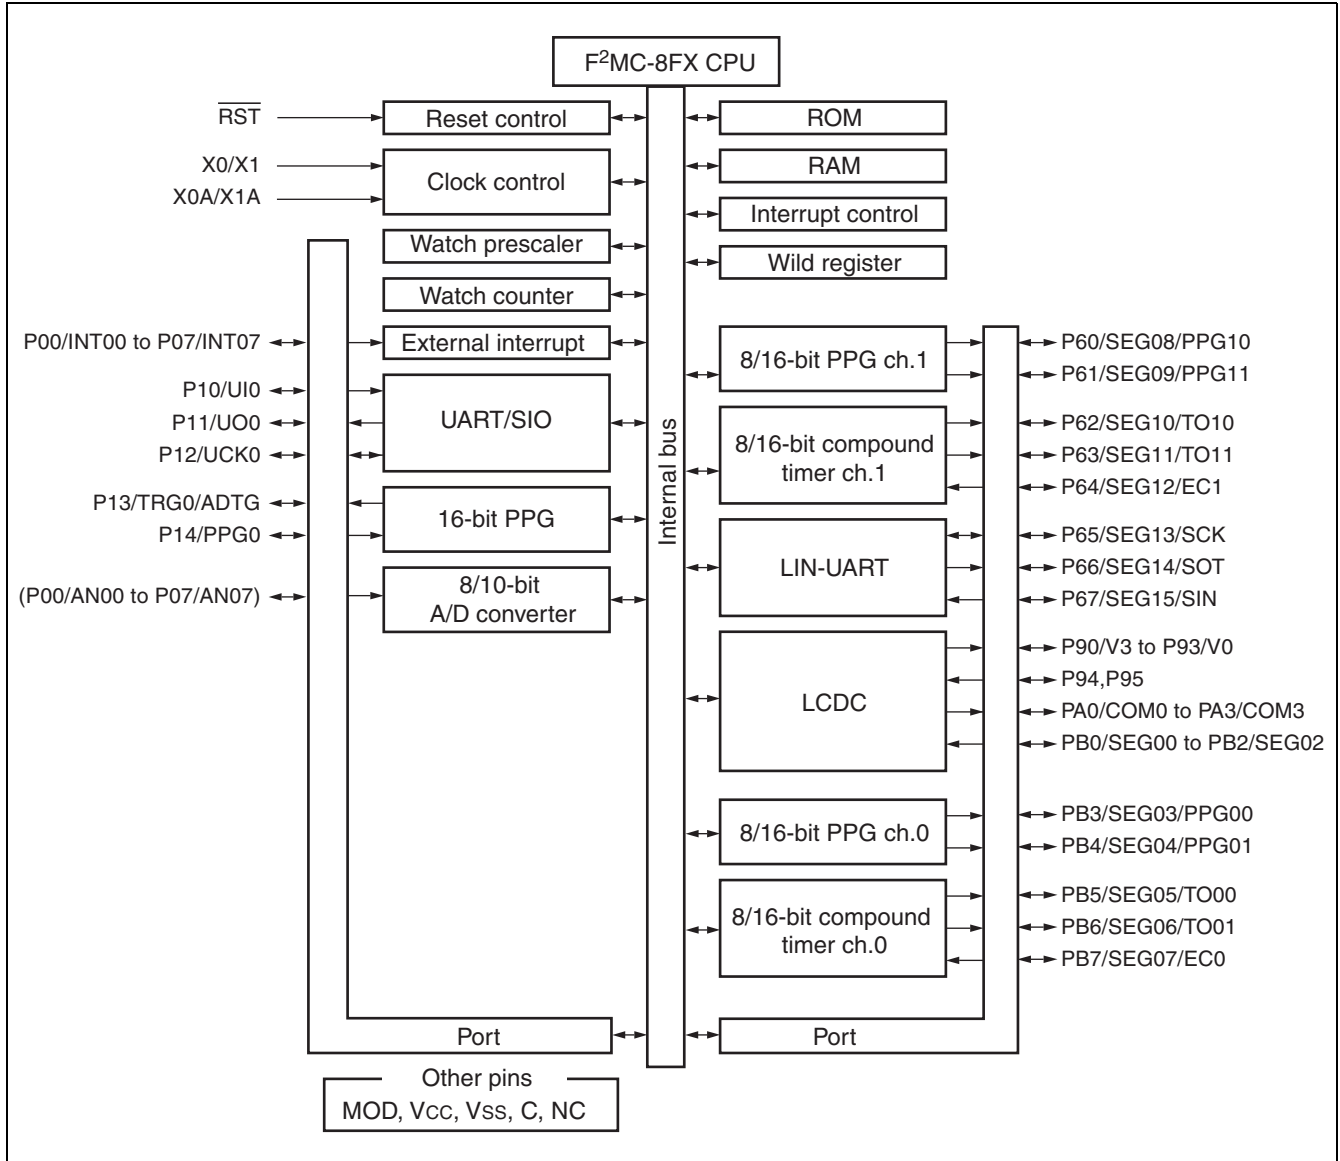 F²MC-8FX CPU
RST
Reset control
ROM
X0/X1
X0A/X1A
Clock control
RAM
Interrupt control
Watch prescaler
Wild register
Watch counter
P00/INT00 to P07/INT07
External interrupt
P10/UI0
P11/UO0
P12/UCK0
UART/SIO
P13/TRG0/ADTG
P14/PPG0
16-bit PPG
(P00/AN00 to P07/AN07)
8/10-bit
A/D converter
Internal bus
8/16-bit PPG ch.1
P60/SEG08/PPG10
P61/SEG09/PPG11
8/16-bit compound
timer ch.1
P62/SEG10/TO10
P63/SEG11/TO11
P64/SEG12/EC1
LIN-UART
P65/SEG13/SCK
P66/SEG14/SOT
P67/SEG15/SIN
LCDC
P90/V3 to P93/V0
P94,P95
PA0/COM0 to PA3/COM3
PB0/SEG00 to PB2/SEG02
8/16-bit PPG ch.0
PB3/SEG03/PPG00
PB4/SEG04/PPG01
8/16-bit compound
timer ch.0
PB5/SEG05/TO00
PB6/SEG06/TO01
PB7/SEG07/EC0
Port
Port
Other pins
MOD, VCC, VSS, C, NC